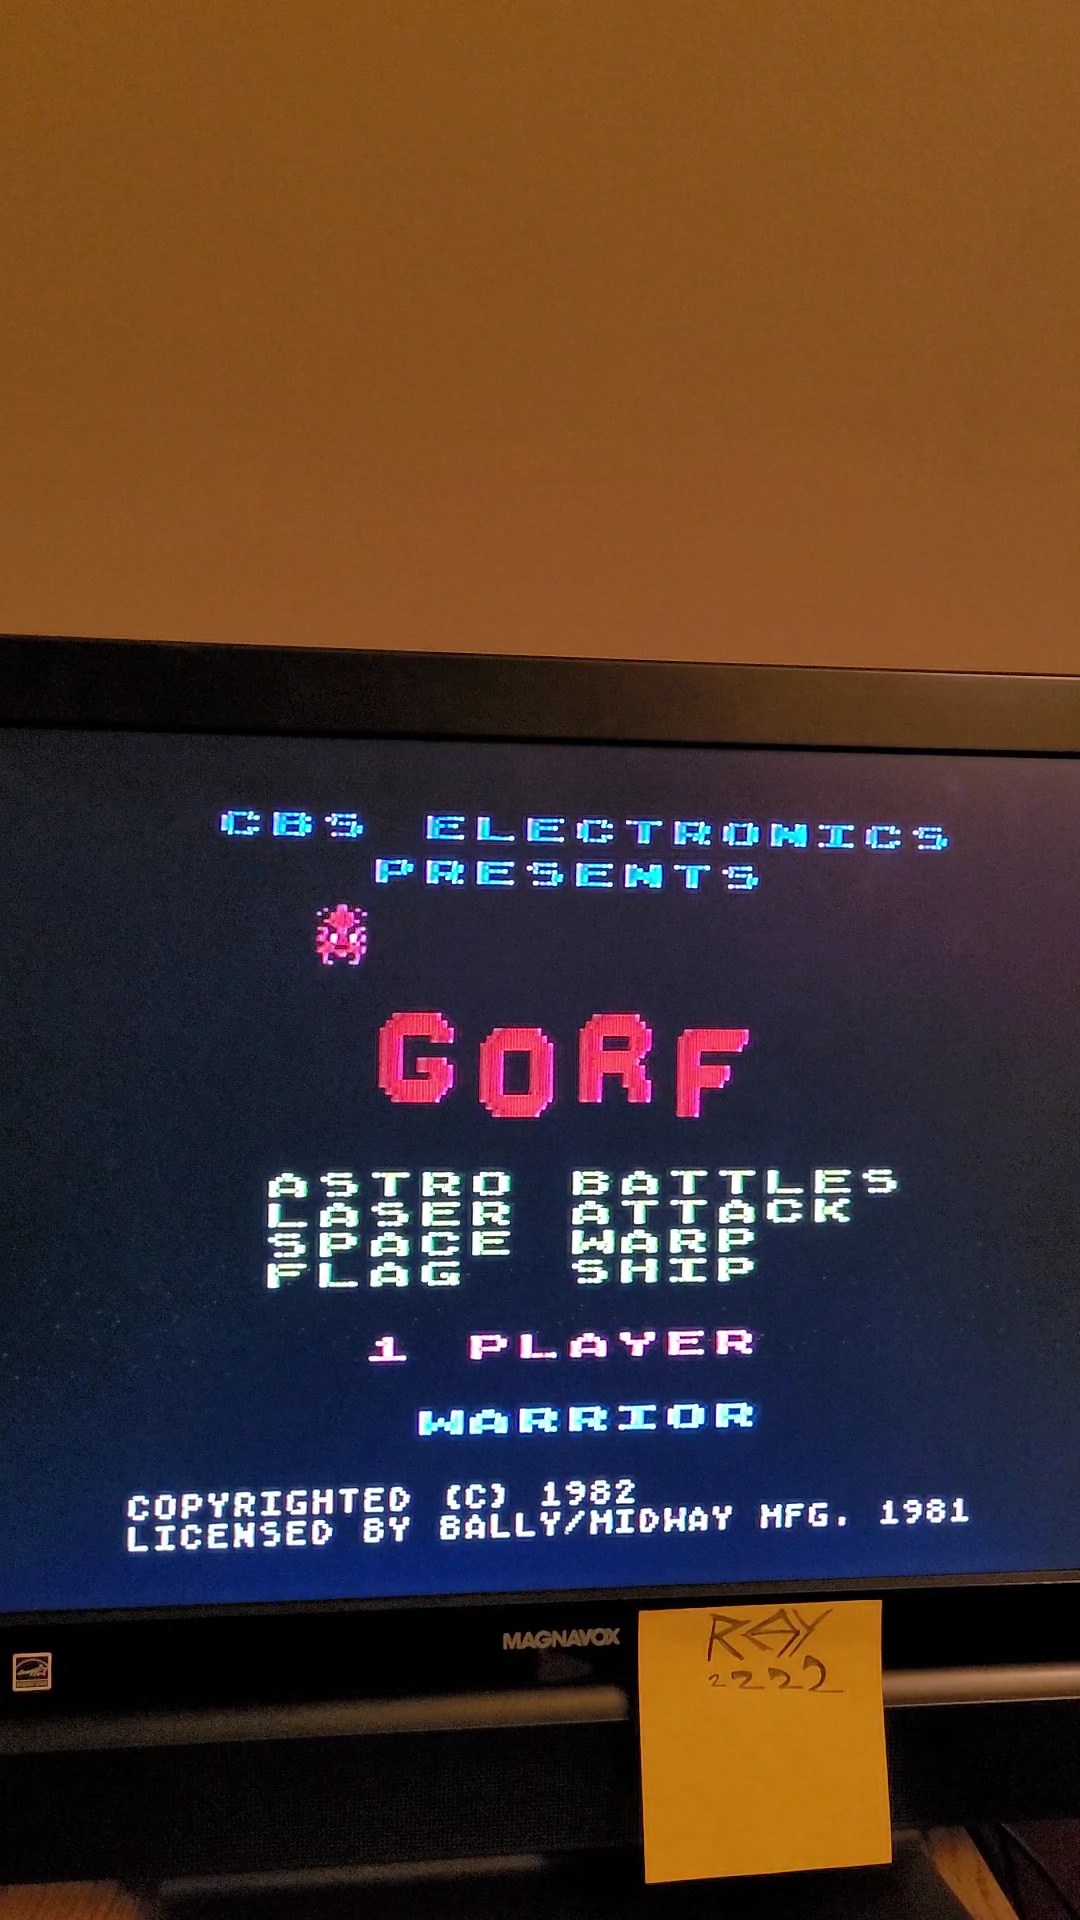 CBS ELECTRONICS
PRESENTS
GORF
ASTRO BATTLES
LASER ATTACK
SPACE WARP
FLAG SHIP
1 PLAYER
WARRIOR
COPYRIGHTED (C) 1982
LICENSED BY BALLY/MIDWAY MFG. 1981
MAGNAVOX
RAY
2222